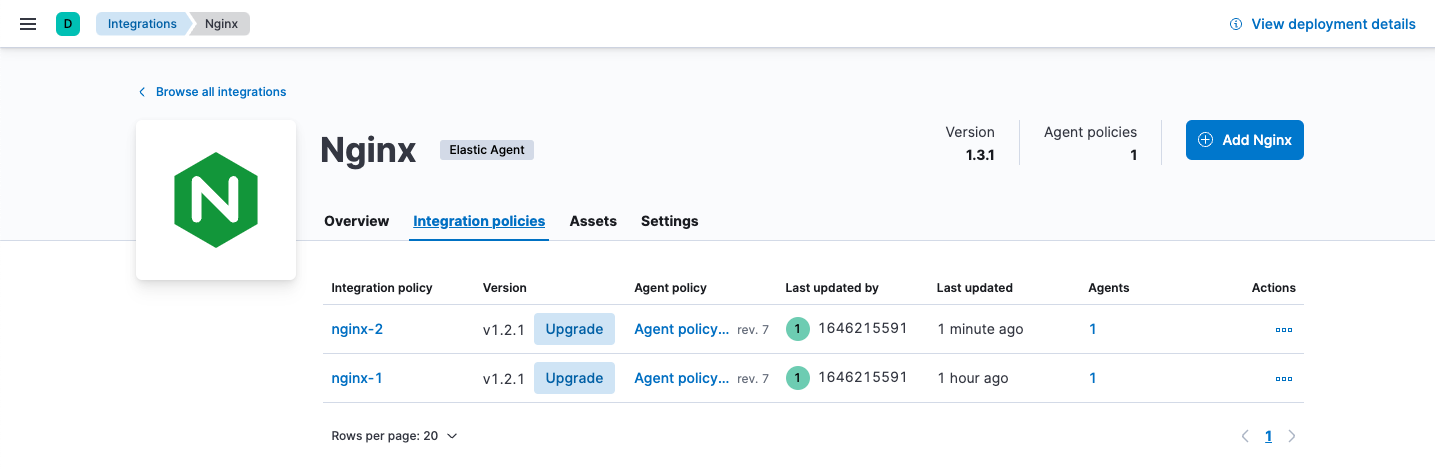 D Integrations Nginx View deployment details
Browse all integrations
N
Nginx Elastic Agent
Version Agent policies
1.3.1 1
Add Nginx
Overview Integration policies Assets Settings
Integration policy Version Agent policy Last updated by Last updated Agents Actions
nginx-2 v1.2.1 Upgrade Agent policy... rev. 7 1 1646215591 1 minute ago 1
nginx-1 v1.2.1 Upgrade Agent policy... rev. 7 1 1646215591 1 hour ago 1
Rows per page: 20 1